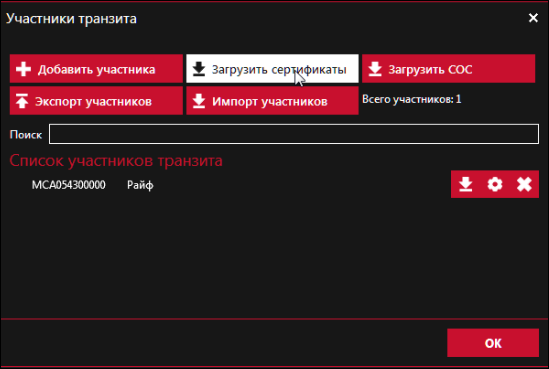 Участники транзита
Добавить участника
Загрузить сертификаты
Загрузить СОС
Экспорт участников
Импорт участников
Всего участников: 1
Поиск
Список участников транзита
MCA054300000 Райф
ОК